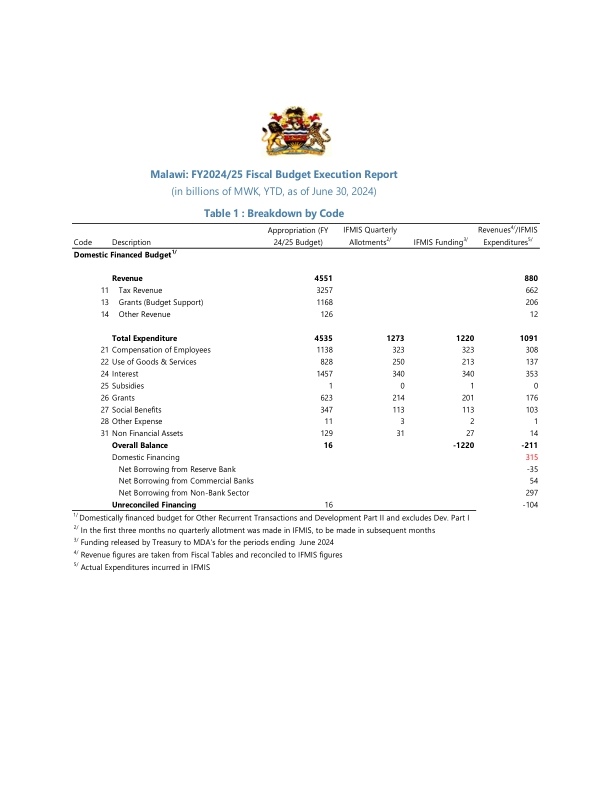 Malawi: FY2024/25 Fiscal Budget Execution Report
(in billions of MWK, YTD, as of June 30, 2024)
Table 1 : Breakdown by Code
Code Description Appropriation (FY 24/25 Budget) IFMIS Quarterly Allotments2/ IFMIS Funding3/ Revenues4/ /IFMIS Expenditures5/
Domestic Financed Budget1/
Revenue 4551 880
11 Tax Revenue 3257 662
13 Grants (Budget Support) 1168 206
14 Other Revenue 126 12
Total Expenditure 4535 1273 1220 1091
21 Compensation of Employees 1138 323 323 308
22 Use of Goods & Services 828 250 213 137
24 Interest 1457 340 340 353
25 Subsidies 1 0 1 0
26 Grants 623 214 201 176
27 Social Benefits 347 113 113 103
28 Other Expense 11 3 2 1
31 Non Financial Assets 129 31 27 14
Overall Balance 16 -1220 -211
Domestic Financing 315
Net Borrowing from Reserve Bank -35
Net Borrowing from Commercial Banks 54
Net Borrowing from Non-Bank Sector 297
Unreconciled Financing 16 -104
1/ Domestically financed budget for Other Recurrent Transactions and Development Part II and excludes Dev. Part I
2/ In the first three months no quarterly allotment was made in IFMIS, to be made in subsequent months
3/ Funding released by Treasury to MDA's for the periods ending June 2024
4/ Revenue figures are taken from Fiscal Tables and reconciled to IFMIS figures
5/ Actual Expenditures incurred in IFMIS